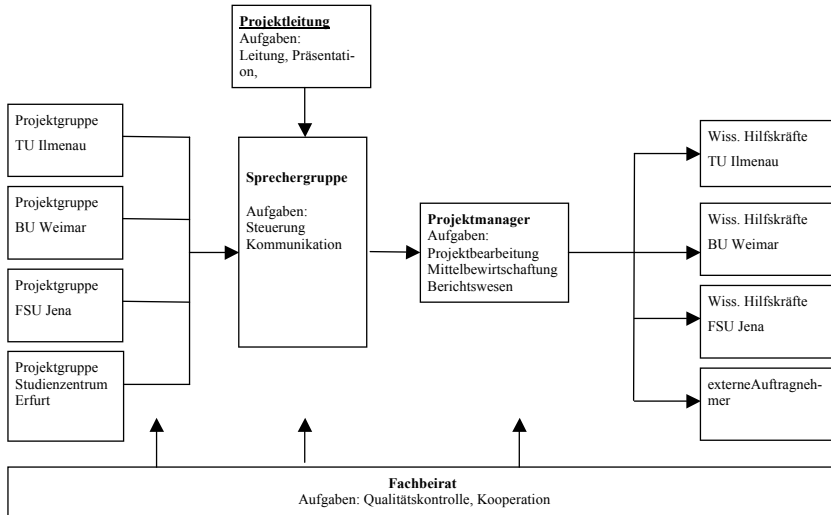 Projektleitung
Aufgaben:
Leitung, Präsentati-
on,
Projektgruppe
TU Ilmenau
Projektgruppe
BU Weimar
Projektgruppe
FSU Jena
Projektgruppe
Studienzentrum
Erfurt
Sprechergruppe
Aufgaben:
Steuerung
Kommunikation
Projektmanager
Aufgaben:
Projektbearbeitung
Mittelbewirtschaftung
Berichtswesen
Wiss. Hilfskräfte
TU Ilmenau
Wiss. Hilfskräfte
BU Weimar
Wiss. Hilfskräfte
FSU Jena
externeAuftragneh-
mer
Fachbeirat
Aufgaben: Qualitätskontrolle, Kooperation